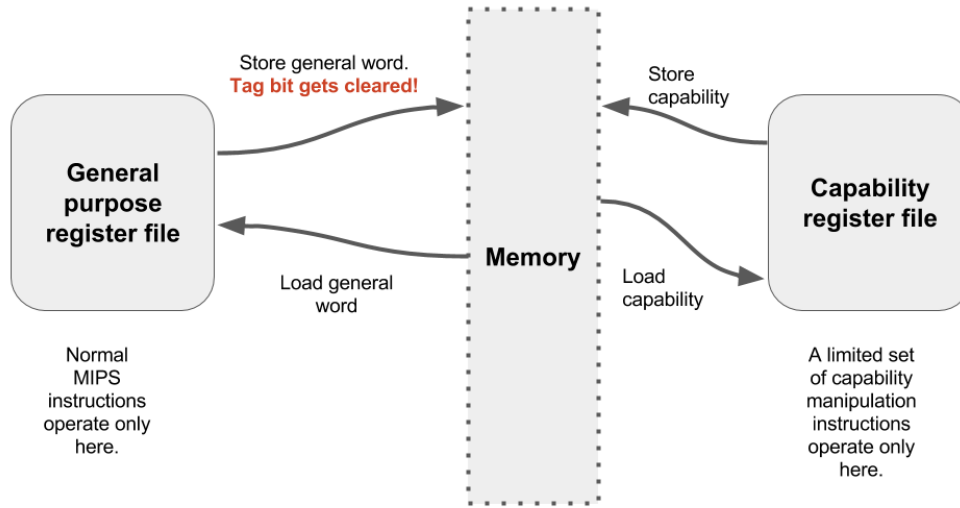 Store general word.
Tag bit gets cleared!
General
purpose
register file
Load general
word
Normal
MIPS
instructions
operate only
here.
Memory
Store
capability
Load
capability
Capability
register file
A limited set
of capability
manipulation
instructions
operate only
here.